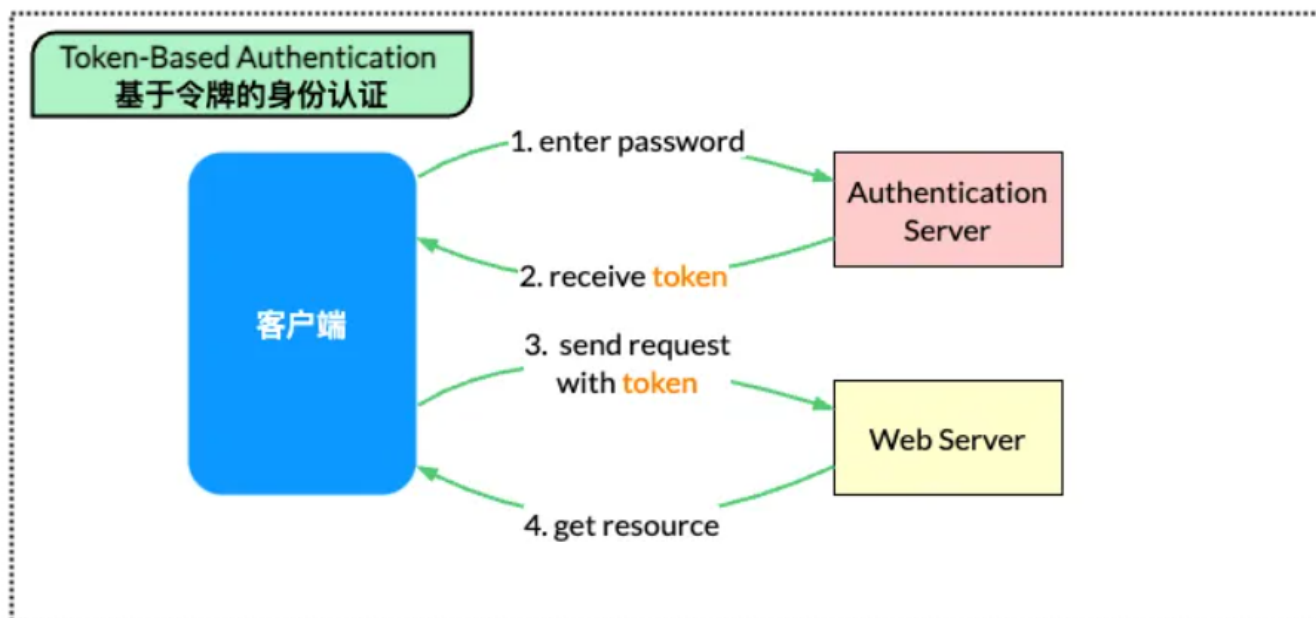 Token-Based Authentication
基于令牌的身份认证
1. enter password
Authentication
Server
2. receive token
客户端
3. send request
with token
Web Server
4. get resource